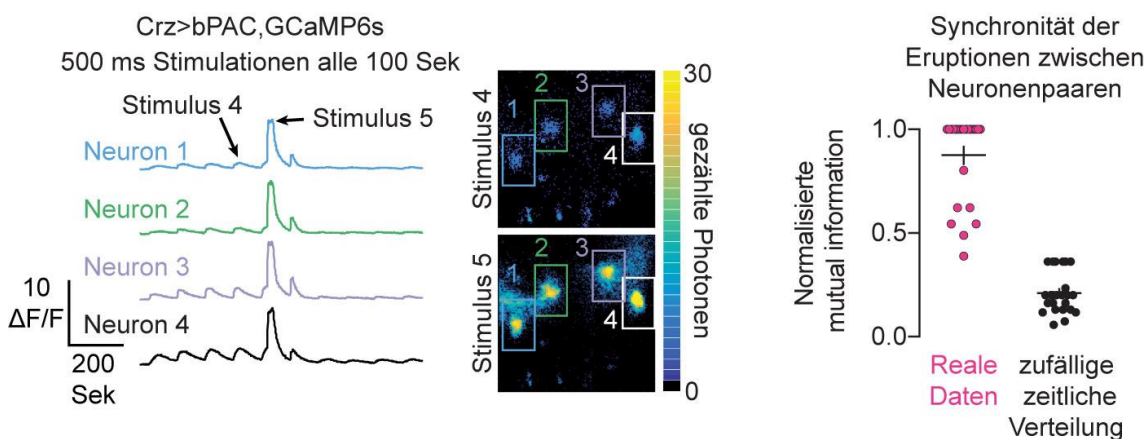 Crz>bPAC,GCaMP6s
500 ms Stimulationen alle 100 Sek
Stimulus 4
Stimulus 5
Neuron 1
Neuron 2
Neuron 3
Neuron 4
10
ΔF/F
200
Sek
Stimulus 4
1
2
3
4
Stimulus 5
1
2
3
4
30
gezählte Photonen
0
Synchronität der
Eruptionen zwischen
Neuronenpaaren
Normalisierte
mutual information
1.0
0.5
0.0
Reale
Daten
zufällige
zeitliche
Verteilung